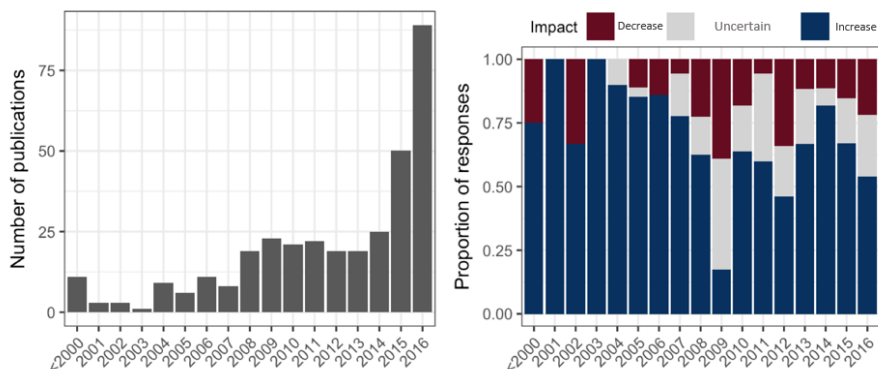 Number of publications
75
50
25
0
<2000 2001 2002 2003 2004 2005 2006 2007 2008 2009 2010 2011 2012 2013 2014 2015 2016
Impact Decrease Uncertain Increase
Proportion of responses
1.00
0.75
0.50
0.25
0.00
<2000 2001 2002 2003 2004 2005 2006 2007 2008 2009 2010 2011 2012 2013 2014 2015 2016